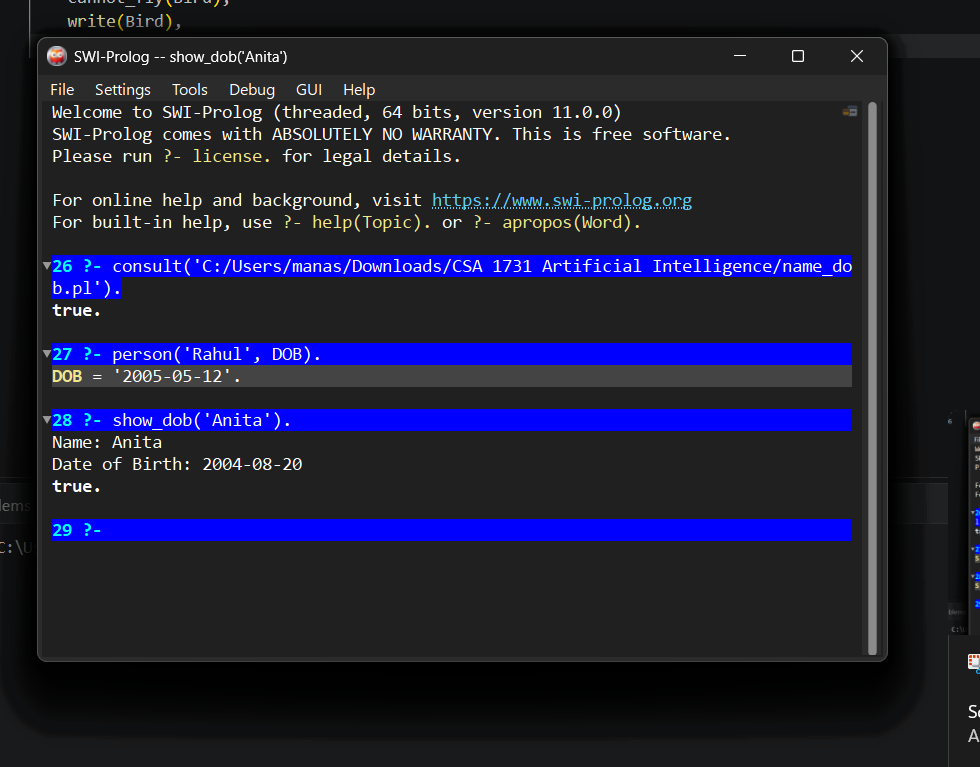 write(Bird),
SWI-Prolog -- show_dob('Anita')
File Settings Tools Debug GUI Help
Welcome to SWI-Prolog (threaded, 64 bits, version 11.0.0)
SWI-Prolog comes with ABSOLUTELY NO WARRANTY. This is free software.
Please run ?- license. for legal details.
For online help and background, visit https://www.swi-prolog.org
For built-in help, use ?- help(Topic). or ?- apropos(Word).
26 ?- consult('C:/Users/manas/Downloads/CSA 1731 Artificial Intelligence/name_do
b.pl').
true.
27 ?- person('Rahul', DOB).
DOB = '2005-05-12'.
28 ?- show_dob('Anita').
Name: Anita
Date of Birth: 2004-08-20
true.
29 ?-